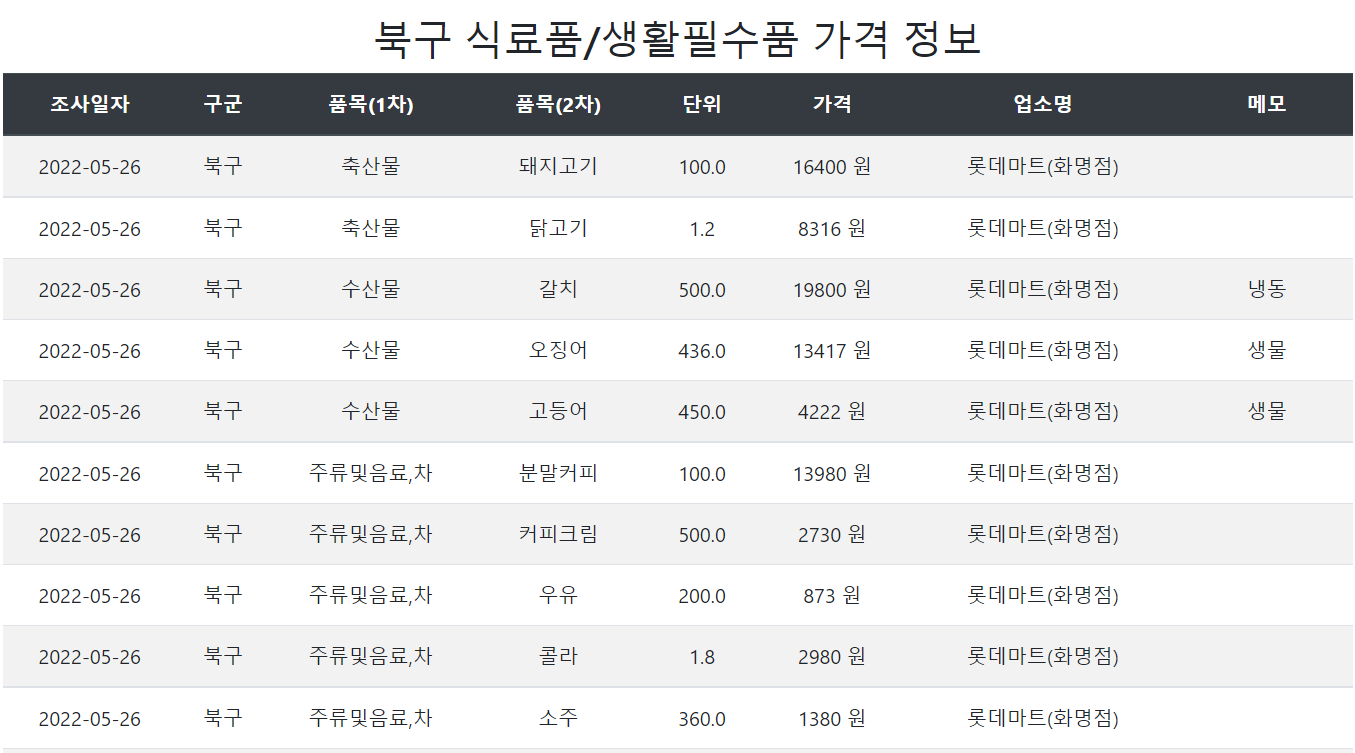 북구 식료품/생활필수품 가격 정보
조사일자 구군 품목(1차) 품목(2차) 단위 가격 업소명 메모
2022-05-26 북구 축산물 돼지고기 100.0 16400 원 롯데마트(화명점)
2022-05-26 북구 축산물 닭고기 1.2 8316 원 롯데마트(화명점)
2022-05-26 북구 수산물 갈치 500.0 19800 원 롯데마트(화명점) 냉동
2022-05-26 북구 수산물 오징어 436.0 13417 원 롯데마트(화명점) 생물
2022-05-26 북구 수산물 고등어 450.0 4222 원 롯데마트(화명점) 생물
2022-05-26 북구 주류및음료,차 분말커피 100.0 13980 원 롯데마트(화명점)
2022-05-26 북구 주류및음료,차 커피크림 500.0 2730 원 롯데마트(화명점)
2022-05-26 북구 주류및음료,차 우유 200.0 873 원 롯데마트(화명점)
2022-05-26 북구 주류및음료,차 콜라 1.8 2980 원 롯데마트(화명점)
2022-05-26 북구 주류및음료,차 소주 360.0 1380 원 롯데마트(화명점)